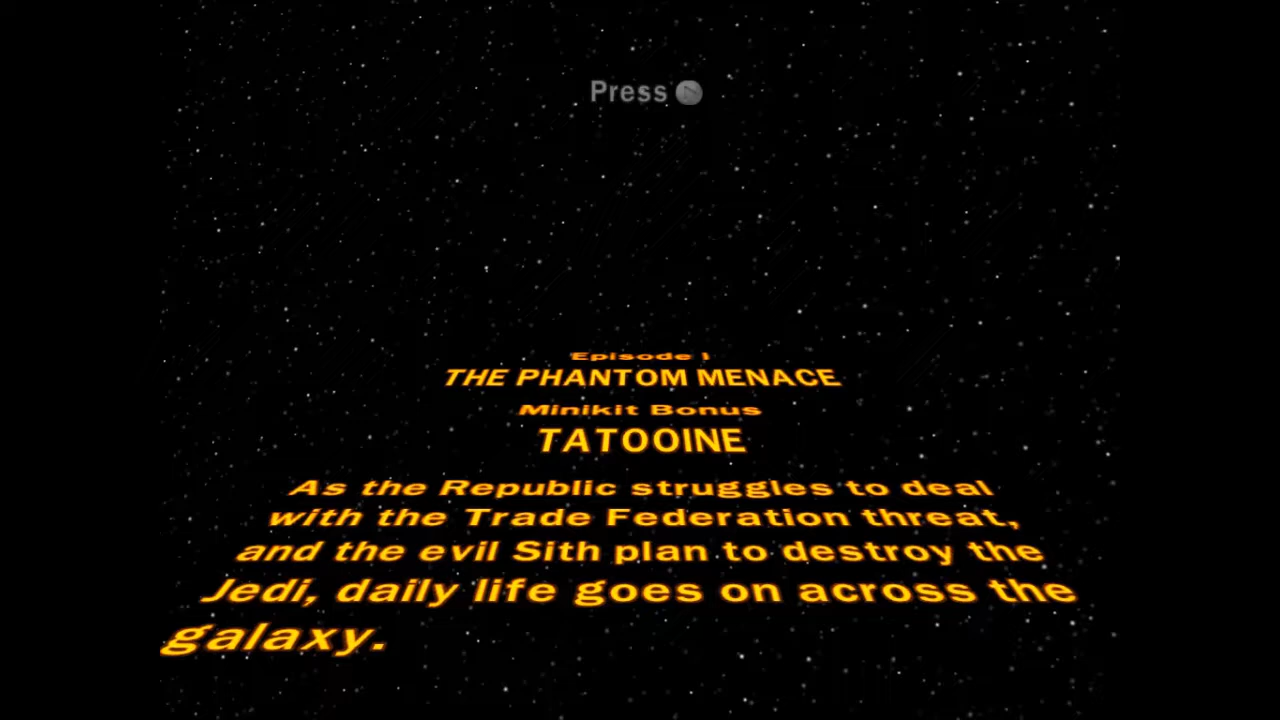 Press
Episode I
THE PHANTOM MENACE
Minikit Bonus
TATOOINE
As the Republic struggles to deal
with the Trade Federation threat,
and the evil Sith plan to destroy the
Jedi, daily life goes on across the
galaxy.